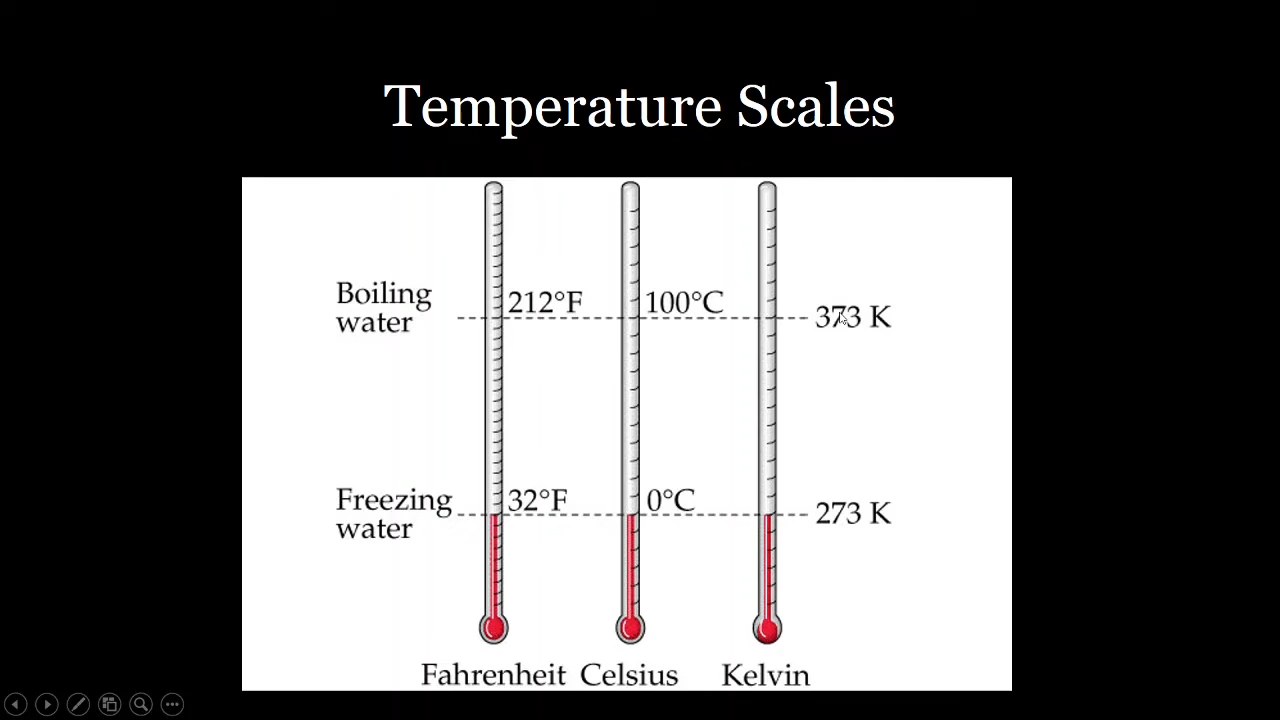 Temperature Scales
Boiling
water
212°F
100°C
373 K
Freezing
water
32°F
0°C
273 K
Fahrenheit
Celsius
Kelvin